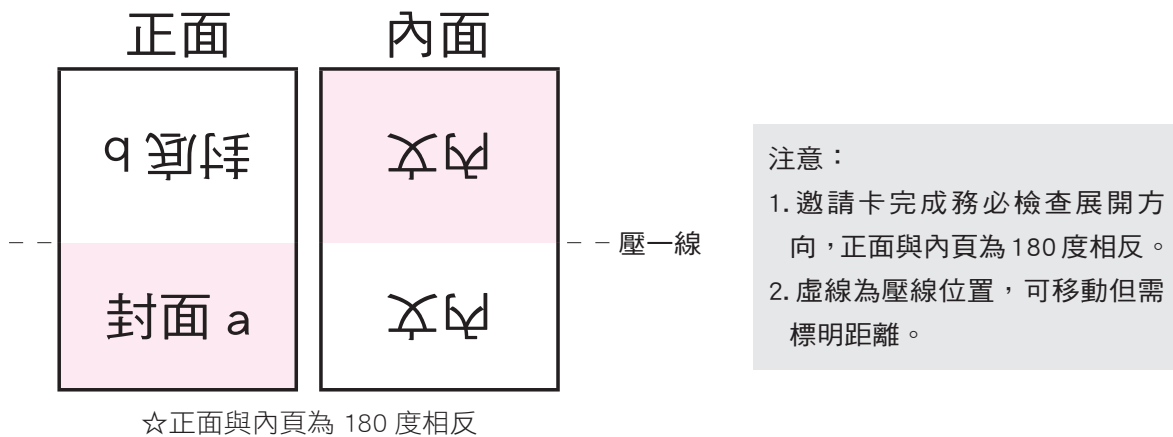 正面
內面
封底 b
內文
壓一線
封面 a
內文
☆正面與內頁為 180 度相反
注意：
1. 邀請卡完成務必檢查展開方
向，正面與內頁為 180 度相反。
2. 虛線為壓線位置，可移動但需
標明距離。